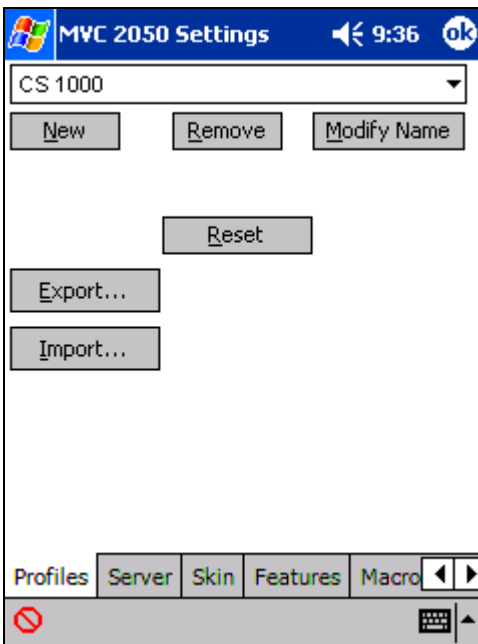 MVC 2050 Settings 9:36 ok
CS 1000
New Remove Modify Name
Reset
Export...
Import...
Profiles Server Skin Features Macro